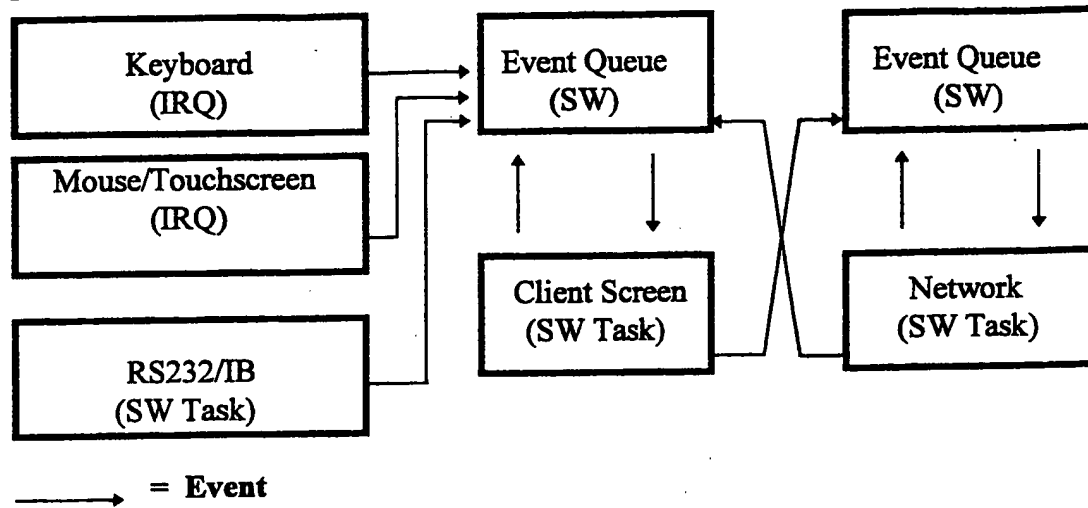 Keyboard
(IRQ)
Mouse/Touchscreen
(IRQ)
RS232/IB
(SW Task)
Event Queue
(SW)
Client Screen
(SW Task)
Event Queue
(SW)
Network
(SW Task)
= Event